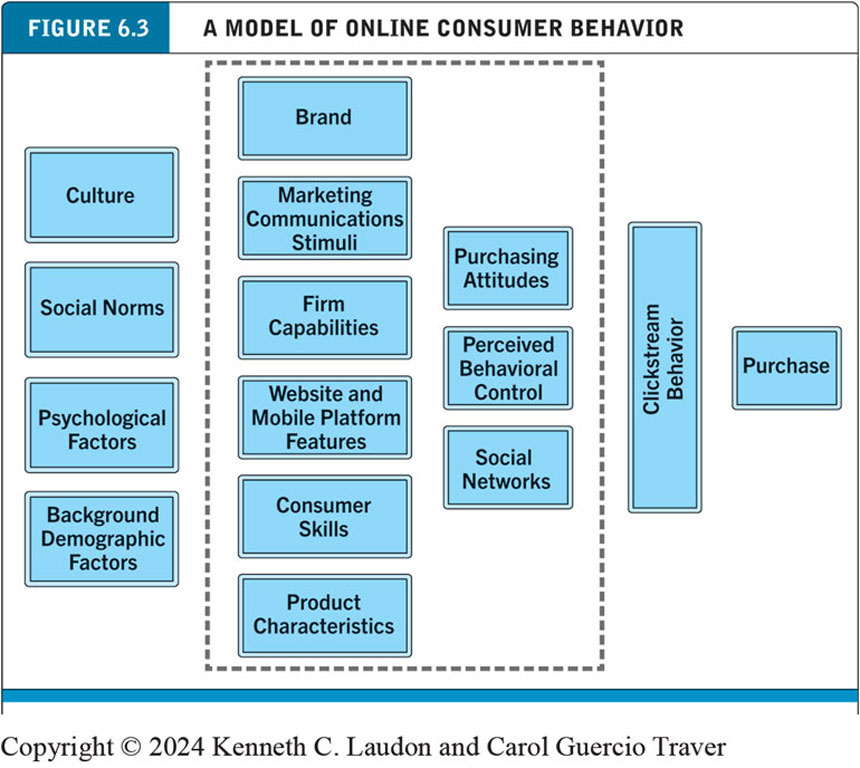 FIGURE 6.3
A MODEL OF ONLINE CONSUMER BEHAVIOR
Culture
Social Norms
Psychological
Factors
Background
Demographic
Factors
Brand
Marketing
Communications
Stimuli
Firm
Capabilities
Website and
Mobile Platform
Features
Consumer
Skills
Product
Characteristics
Purchasing
Attitudes
Perceived
Behavioral
Control
Social
Networks
Clickstream
Behavior
Purchase
Copyright © 2024 Kenneth C. Laudon and Carol Guercio Traver